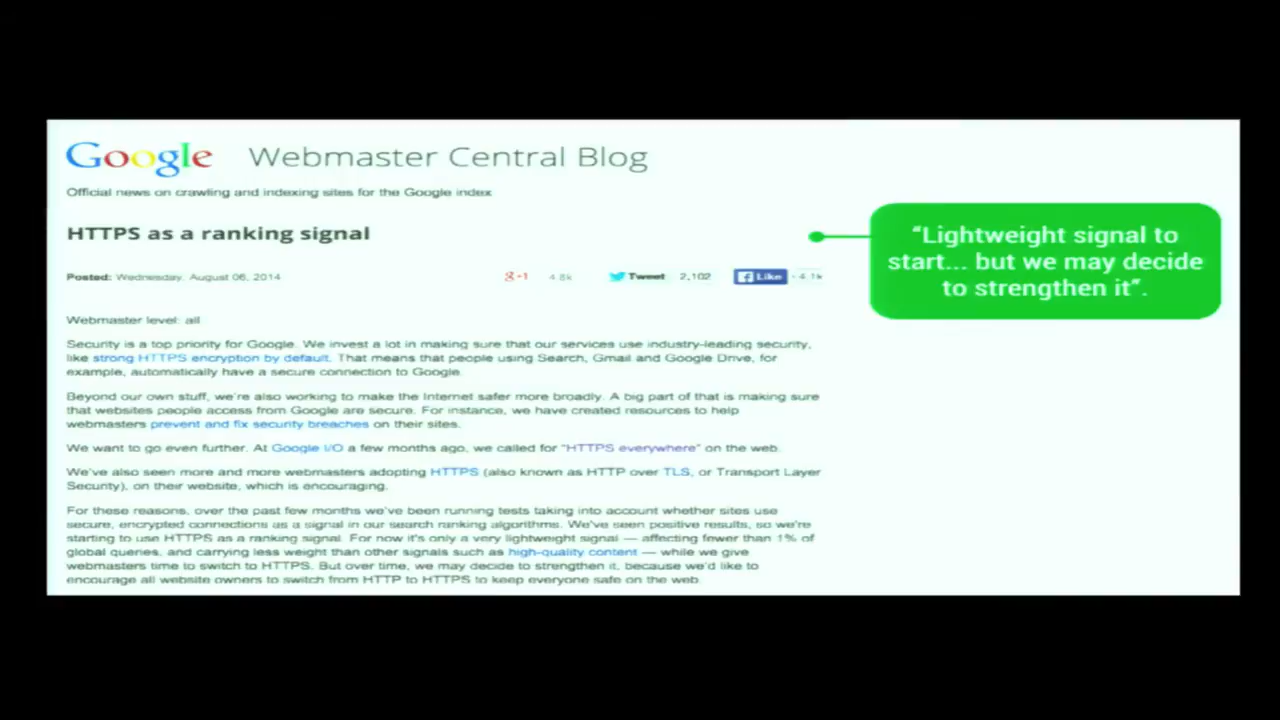 Google Webmaster Central Blog
Official news on crawling and indexing sites for the Google index
HTTPS as a ranking signal
Posted: Wednesday, August 06, 2014
g+1 4.8k Tweet 2,102 f Like 4.1k
"Lightweight signal to
start... but we may decide
to strengthen it".
Webmaster level: all
Security is a top priority for Google. We invest a lot in making sure that our services use industry-leading security,
like strong HTTPS encryption by default. That means that people using Search, Gmail and Google Drive, for
example, automatically have a secure connection to Google.
Beyond our own stuff, we're also working to make the Internet safer more broadly. A big part of that is making sure
that websites people access from Google are secure. For instance, we have created resources to help
webmasters prevent and fix security breaches on their sites.
We want to go even further. At Google I/O a few months ago, we called for "HTTPS everywhere" on the web.
We've also seen more and more webmasters adopting HTTPS (also known as HTTP over TLS, or Transport Layer
Security), on their website, which is encouraging.
For these reasons, over the past few months we've been running tests taking into account whether sites use
secure, encrypted connections as a signal in our search ranking algorithms. We've seen positive results, so we're
starting to use HTTPS as a ranking signal. For now it's only a very lightweight signal — affecting fewer than 1% of
global queries, and carrying less weight than other signals such as high-quality content — while we give
webmasters time to switch to HTTPS. But over time, we may decide to strengthen it, because we'd like to
encourage all website owners to switch from HTTP to HTTPS to keep everyone safe on the web.